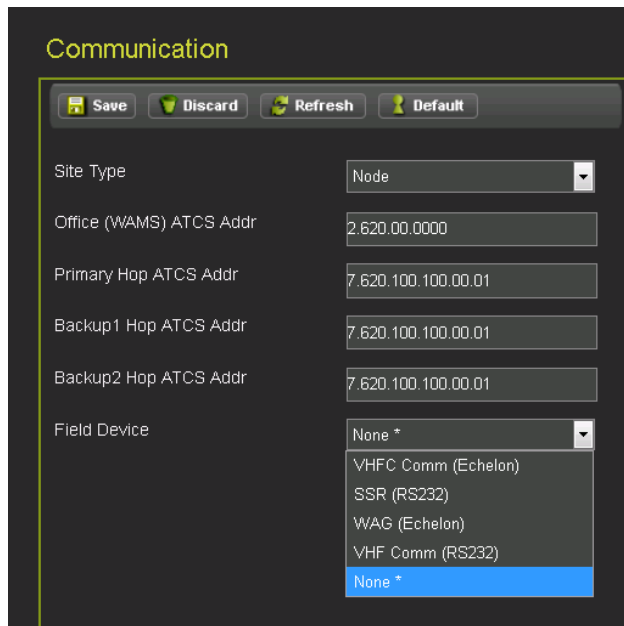 Communication
Save Discard Refresh Default
Site Type Node
Office (WAMS) ATCS Addr 2.620.00.0000
Primary Hop ATCS Addr 7.620.100.100.00.01
Backup1 Hop ATCS Addr 7.620.100.100.00.01
Backup2 Hop ATCS Addr 7.620.100.100.00.01
Field Device None *
VHFC Comm (Echelon)
SSR (RS232)
WAG (Echelon)
VHF Comm (RS232)
None *